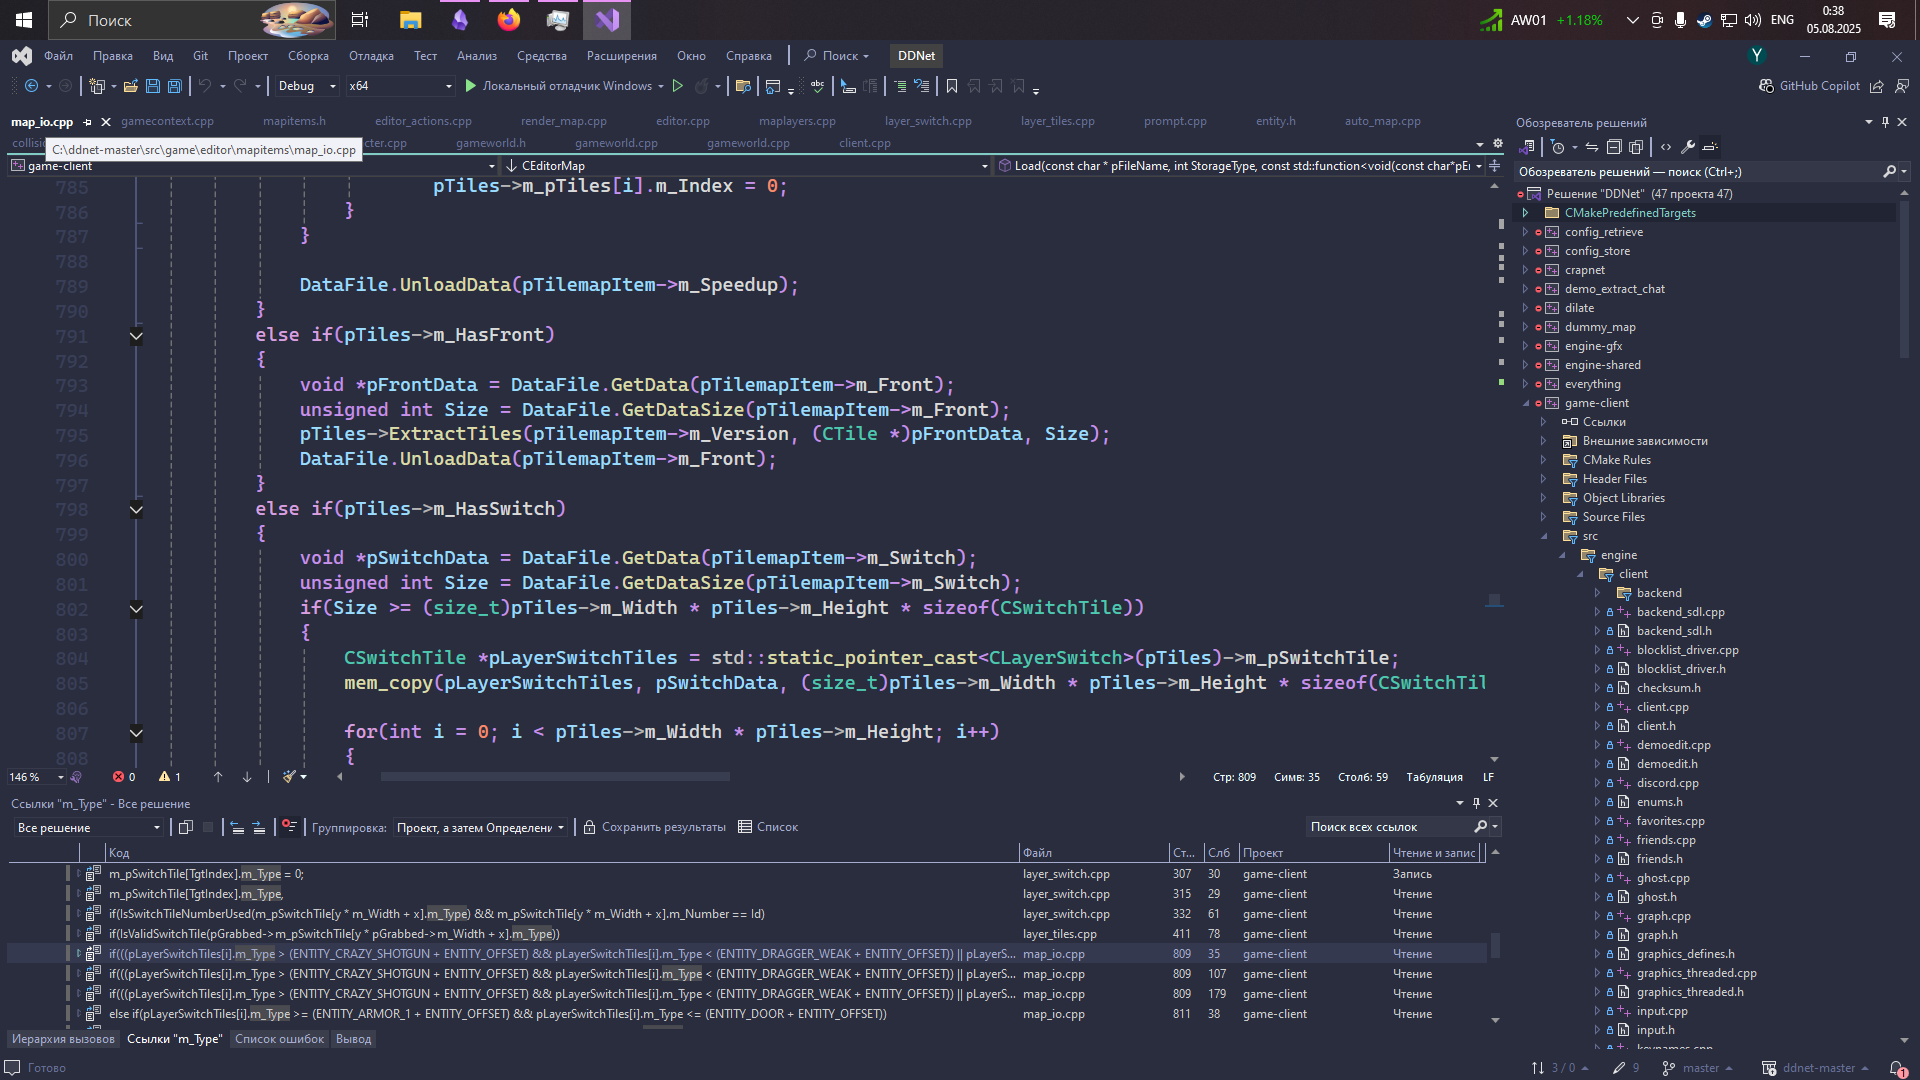 Поиск
AW01 +1.18%
ENG
0:38
05.08.2025
Файл Правка Вид Git Проект Сборка Отладка Тест Анализ Средства Расширения Окно Справка Поиск DDNet
Y
Debug x64 Локальный отладчик Windows GitHub Copilot
map_io.cpp gamecontext.cpp mapitems.h editor_actions.cpp render_map.cpp editor.cpp maplayers.cpp layer_switch.cpp layer_tiles.cpp prompt.cpp entity.h auto_map.cpp
collisi cter.cpp gameworld.h gameworld.cpp gameworld.cpp client.cpp
C:\ddnet-master\src\game\editor\mapitems\map_io.cpp
game-client CEditorMap Load(const char * pFileName, int StorageType, const std::function<void(const char*pEr
785 pTiles->m_pTiles[i].m_Index = 0;
786 }
787 }
788
789 DataFile.UnloadData(pTilemapItem->m_Speedup);
790 }
791 else if(pTiles->m_HasFront)
792 {
793 void *pFrontData = DataFile.GetData(pTilemapItem->m_Front);
794 unsigned int Size = DataFile.GetDataSize(pTilemapItem->m_Front);
795 pTiles->ExtractTiles(pTilemapItem->m_Version, (CTile *)pFrontData, Size);
796 DataFile.UnloadData(pTilemapItem->m_Front);
797 }
798 else if(pTiles->m_HasSwitch)
799 {
800 void *pSwitchData = DataFile.GetData(pTilemapItem->m_Switch);
801 unsigned int Size = DataFile.GetDataSize(pTilemapItem->m_Switch);
802 if(Size >= (size_t)pTiles->m_Width * pTiles->m_Height * sizeof(CSwitchTile))
803 {
804 CSwitchTile *pLayerSwitchTiles = std::static_pointer_cast<CLayerSwitch>(pTiles)->m_pSwitchTile;
805 mem_copy(pLayerSwitchTiles, pSwitchData, (size_t)pTiles->m_Width * pTiles->m_Height * sizeof(CSwitchTil
806
807 for(int i = 0; i < pTiles->m_Width * pTiles->m_Height; i++)
808 {
146 % 0 1 Стр: 809 Симв: 35 Столб: 59 Табуляция LF
Ссылки "m_Type" - Все решение
Все решение Группировка: Проект, а затем Определени Сохранить результаты Список Поиск всех ссылок
Код Файл Ст... Слб Проект Чтение и запис
m_pSwitchTile[TgtIndex].m_Type = 0; layer_switch.cpp 307 30 game-client Запись
m_pSwitchTile[TgtIndex].m_Type, layer_switch.cpp 315 29 game-client Чтение
if(IsSwitchTileNumberUsed(m_pSwitchTile[y * m_Width + x].m_Type) && m_pSwitchTile[y * m_Width + x].m_Number == Id) layer_switch.cpp 332 61 game-client Чтение
if(IsValidSwitchTile(pGrabbed->m_pSwitchTile[y * pGrabbed->m_Width + x].m_Type)) layer_tiles.cpp 411 78 game-client Чтение
if(((pLayerSwitchTiles[i].m_Type > (ENTITY_CRAZY_SHOTGUN + ENTITY_OFFSET) && pLayerSwitchTiles[i].m_Type < (ENTITY_DRAGGER_WEAK + ENTITY_OFFSET)) || pLayerS... map_io.cpp 809 35 game-client Чтение
if(((pLayerSwitchTiles[i].m_Type > (ENTITY_CRAZY_SHOTGUN + ENTITY_OFFSET) && pLayerSwitchTiles[i].m_Type < (ENTITY_DRAGGER_WEAK + ENTITY_OFFSET)) || pLayerS... map_io.cpp 809 107 game-client Чтение
if(((pLayerSwitchTiles[i].m_Type > (ENTITY_CRAZY_SHOTGUN + ENTITY_OFFSET) && pLayerSwitchTiles[i].m_Type < (ENTITY_DRAGGER_WEAK + ENTITY_OFFSET)) || pLayerS... map_io.cpp 809 179 game-client Чтение
else if(pLayerSwitchTiles[i].m_Type >= (ENTITY_ARMOR_1 + ENTITY_OFFSET) && pLayerSwitchTiles[i].m_Type <= (ENTITY_DOOR + ENTITY_OFFSET)) map_io.cpp 811 38 game-client Чтение
Иерархия вызовов Ссылки "m_Type" Список ошибок Вывод
Обозреватель решений
Обозреватель решений — поиск (Ctrl+;)
Решение "DDNet" (47 проекта 47)
CMakePredefinedTargets
config_retrieve
config_store
crapnet
demo_extract_chat
dilate
dummy_map
engine-gfx
engine-shared
everything
game-client
Ссылки
Внешние зависимости
CMake Rules
Header Files
Object Libraries
Source Files
src
engine
client
backend
backend_sdl.cpp
backend_sdl.h
blocklist_driver.cpp
blocklist_driver.h
checksum.h
client.cpp
client.h
demoedit.cpp
demoedit.h
discord.cpp
enums.h
favorites.cpp
friends.cpp
friends.h
ghost.cpp
ghost.h
graph.cpp
graph.h
graphics_defines.h
graphics_threaded.cpp
graphics_threaded.h
input.cpp
input.h
keynames.cpp
Готово 3 / 0 9 master ddnet-master 1